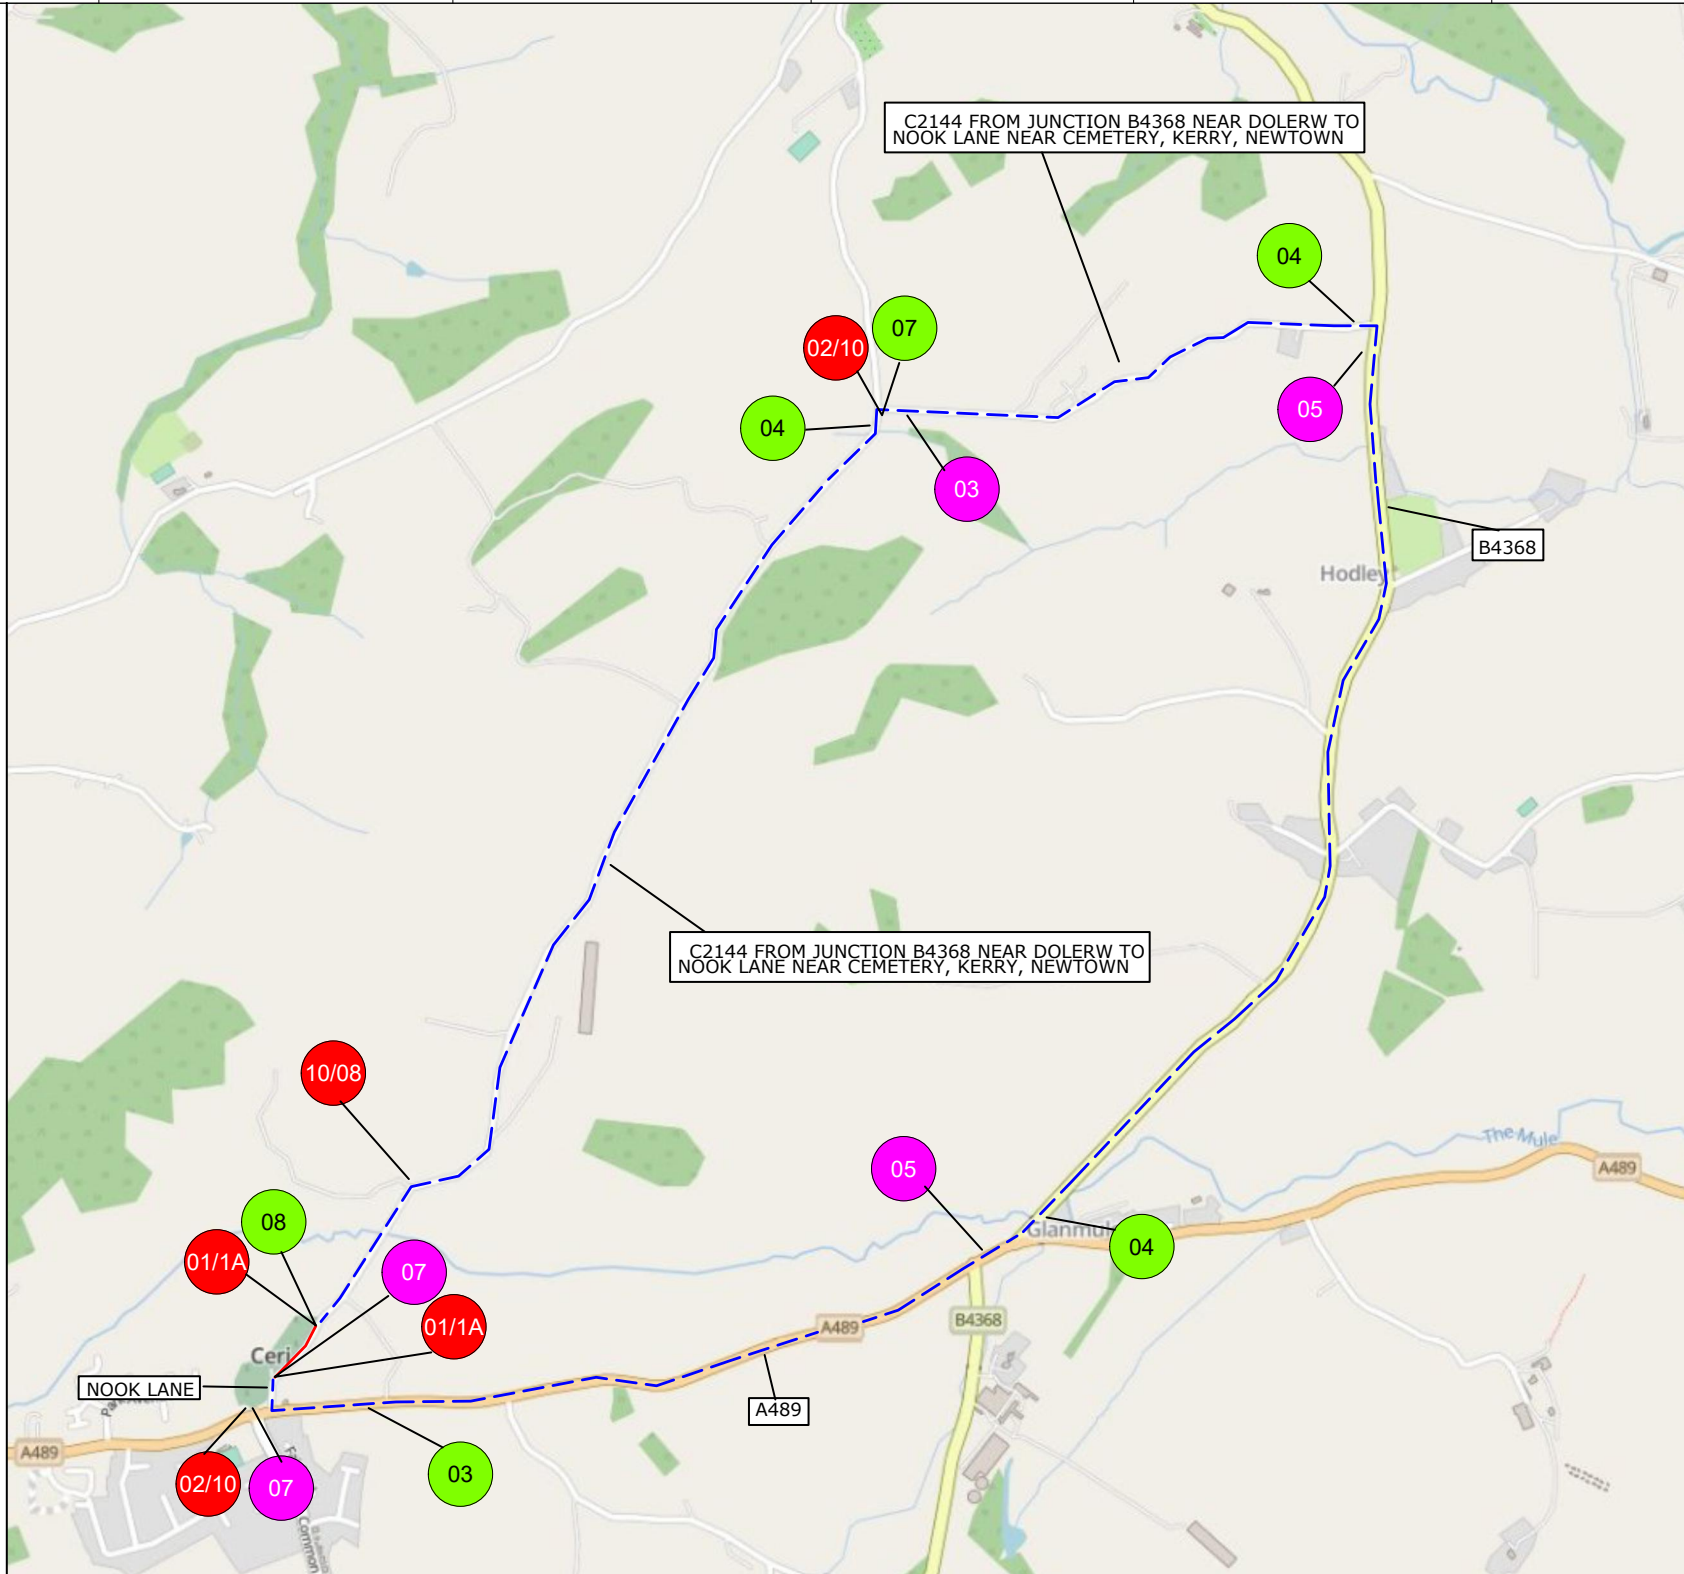 C2144 FROM JUNCTION B4368 NEAR DOLERW TO
NOOK LANE NEAR CEMETERY, KERRY, NEWTOWN
04
07
02/10
04
05
03
B4368
Hodley
C2144 FROM JUNCTION B4368 NEAR DOLERW TO
NOOK LANE NEAR CEMETERY, KERRY, NEWTOWN
10/08
The Mule
A489
05
08
Glanmule
04
01/1A
07
01/1A
B4368
A489
Ceri
NOOK LANE
A489
A489
03
02/10
07
Common